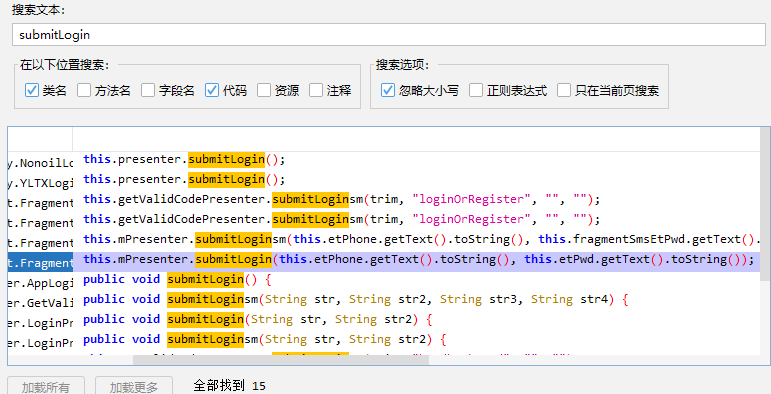 搜索文本:
submitLogin
在以下位置搜索:
类名 方法名 字段名 代码 资源 注释
搜索选项:
忽略大小写 正则表达式 只在当前页搜索
y.NonoilLo this.presenter.submitLogin();
y.YLTXLogi this.presenter.submitLogin();
t.Fragment this.getValidCodePresenter.submitLoginsm(trim, "loginOrRegister", "", "");
t.Fragment this.getValidCodePresenter.submitLoginsm(trim, "loginOrRegister", "", "");
t.Fragment this.mPresenter.submitLoginsm(this.etPhone.getText().toString(), this.fragmentSmsEtPwd.getText().
t.Fragment this.mPresenter.submitLogin(this.etPhone.getText().toString(), this.etPwd.getText().toString());
er.AppLogi public void submitLogin() {
er.GetVali public void submitLoginsm(String str, String str2, String str3, String str4) {
er.LoginPr public void submitLogin(String str, String str2) {
er.LoginPr public void submitLoginsm(String str, String str2) {
加载所有 加载更多 全部找到 15